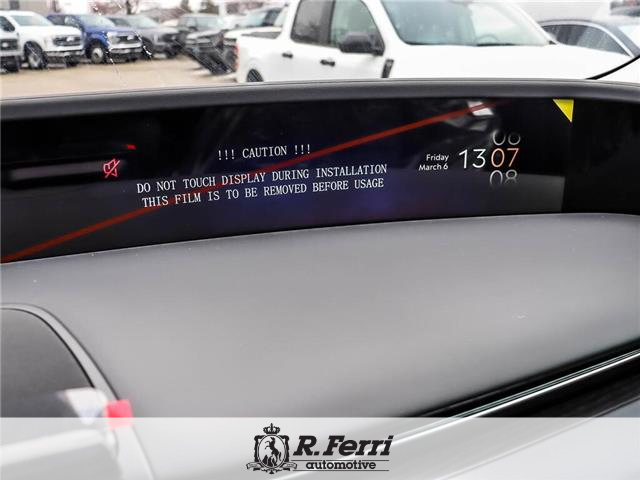 !!! CAUTION !!!
DO NOT TOUCH DISPLAY DURING INSTALLATION
THIS FILM IS TO BE REMOVED BEFORE USAGE
Friday
March 6
06
13 07
08
R. Ferri
automotive